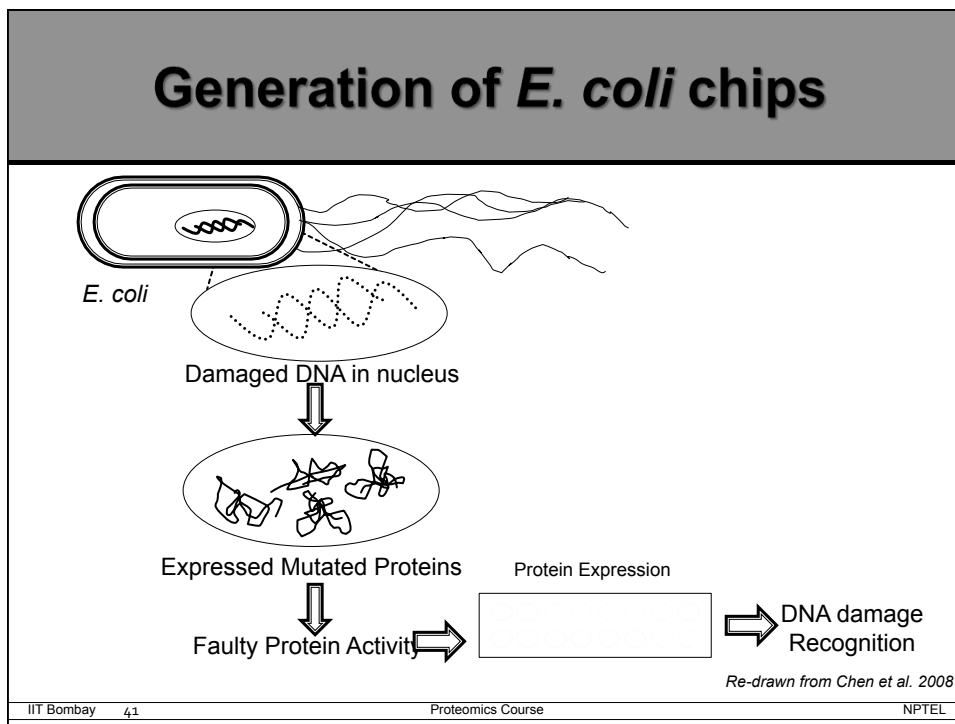 Generation of E. coli chips
E. coli
Damaged DNA in nucleus
Expressed Mutated Proteins
Protein Expression
Faulty Protein Activity
DNA damage
Recognition
Re-drawn from Chen et al. 2008
IIT Bombay 41 Proteomics Course NPTEL